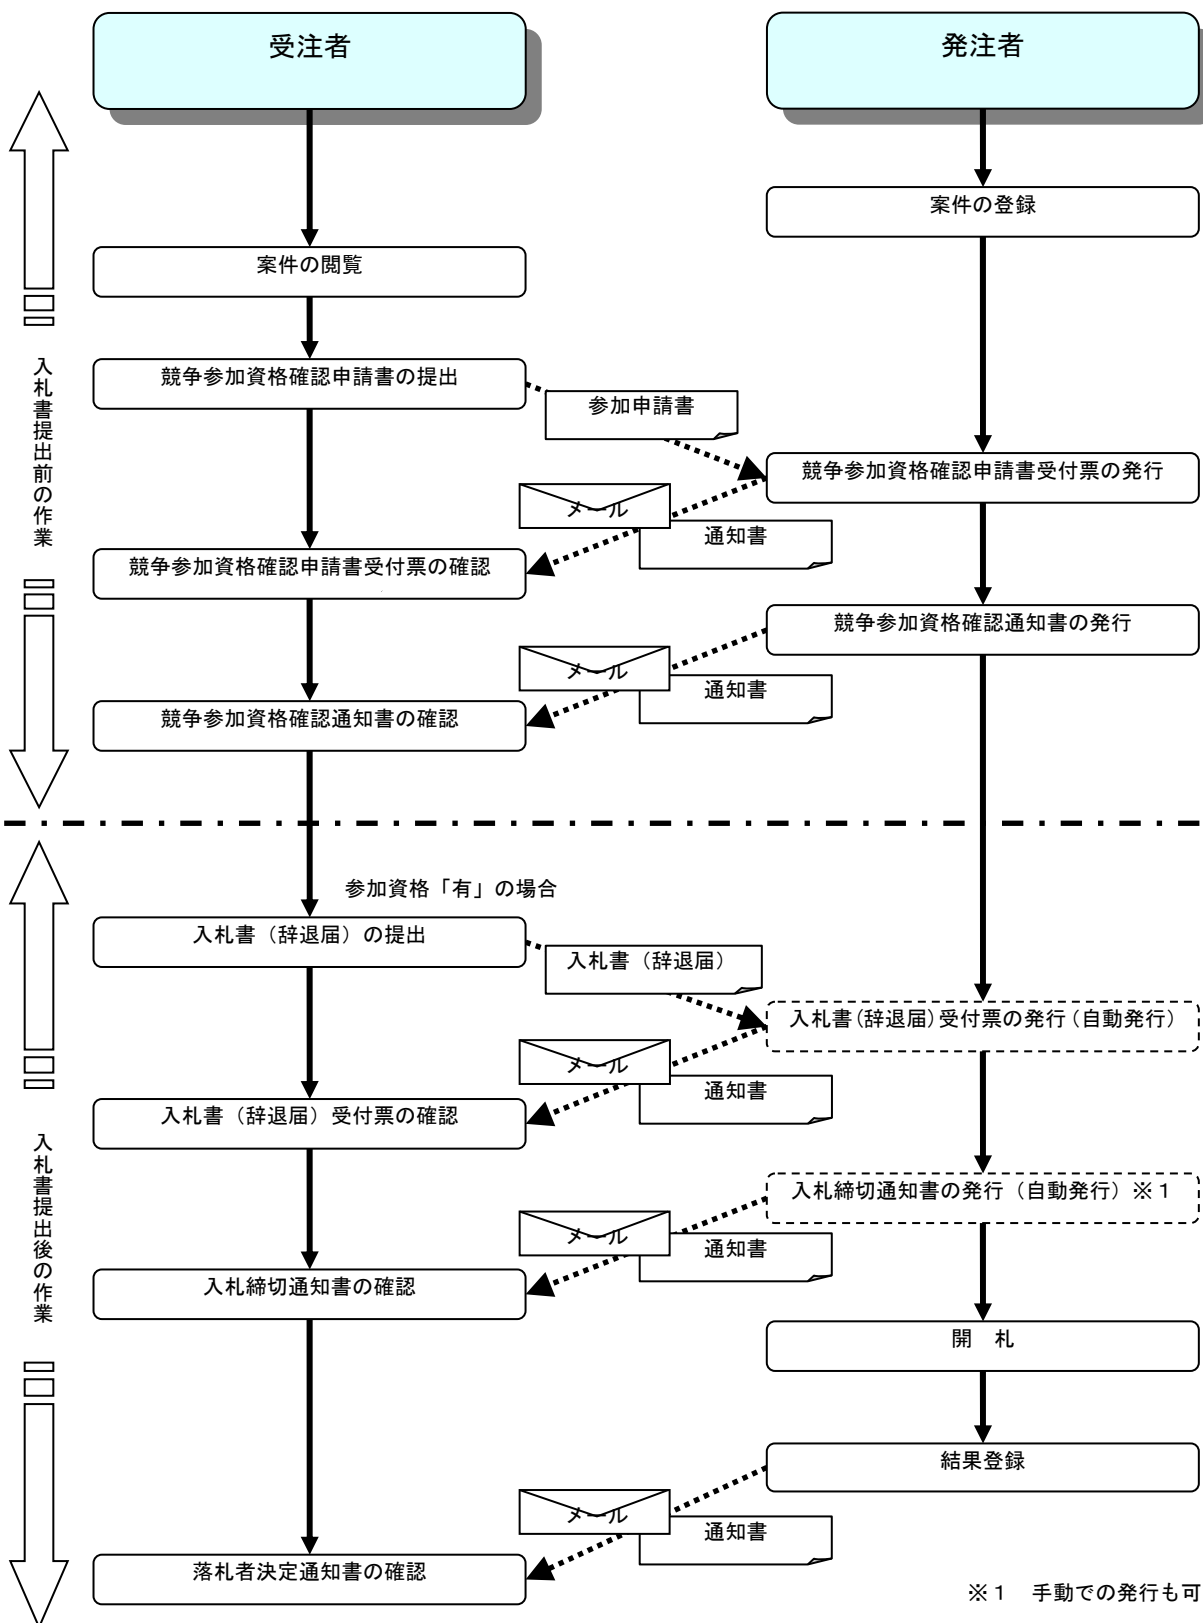 受注者
発注者
案件の登録
案件の閲覧
入札書提出前の作業
競争参加資格確認申請書の提出
参加申請書
競争参加資格確認申請書受付票の発行
メール
通知書
競争参加資格確認申請書受付票の確認
競争参加資格確認通知書の発行
メール
通知書
競争参加資格確認通知書の確認
参加資格「有」の場合
入札書（辞退届）の提出
入札書（辞退届）
入札書（辞退届）受付票の発行（自動発行）
メール
通知書
入札書（辞退届）受付票の確認
入札書提出後の作業
入札締切通知書の発行（自動発行）※１
メール
通知書
入札締切通知書の確認
開　札
結果登録
メール
通知書
落札者決定通知書の確認
※１　手動での発行も可